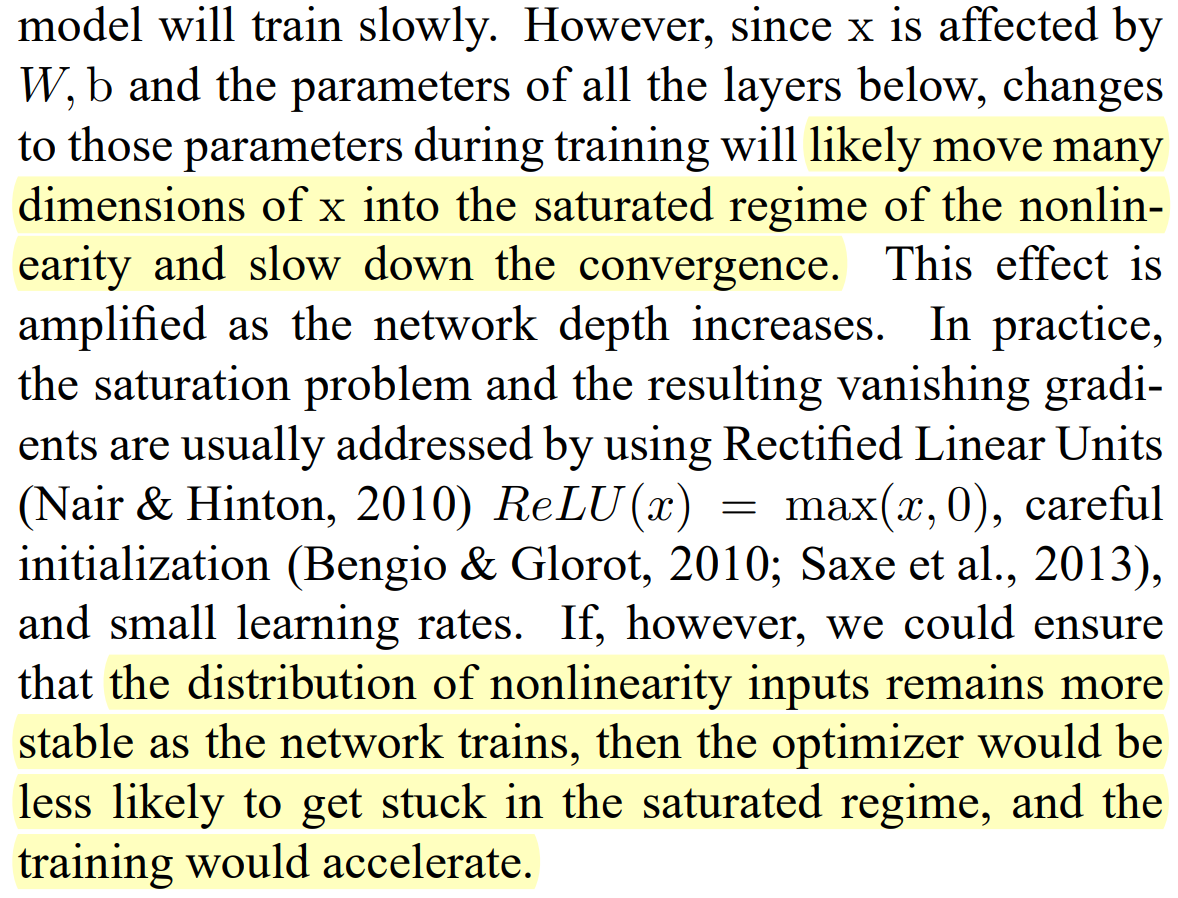 model will train slowly. However, since x is affected by
W, b and the parameters of all the layers below, changes
to those parameters during training will likely move many
dimensions of x into the saturated regime of the nonlin-
earity and slow down the convergence. This effect is
amplified as the network depth increases. In practice,
the saturation problem and the resulting vanishing gradi-
ents are usually addressed by using Rectified Linear Units
(Nair & Hinton, 2010) ReLU(x) = max(x, 0), careful
initialization (Bengio & Glorot, 2010; Saxe et al., 2013),
and small learning rates. If, however, we could ensure
that the distribution of nonlinearity inputs remains more
stable as the network trains, then the optimizer would be
less likely to get stuck in the saturated regime, and the
training would accelerate.